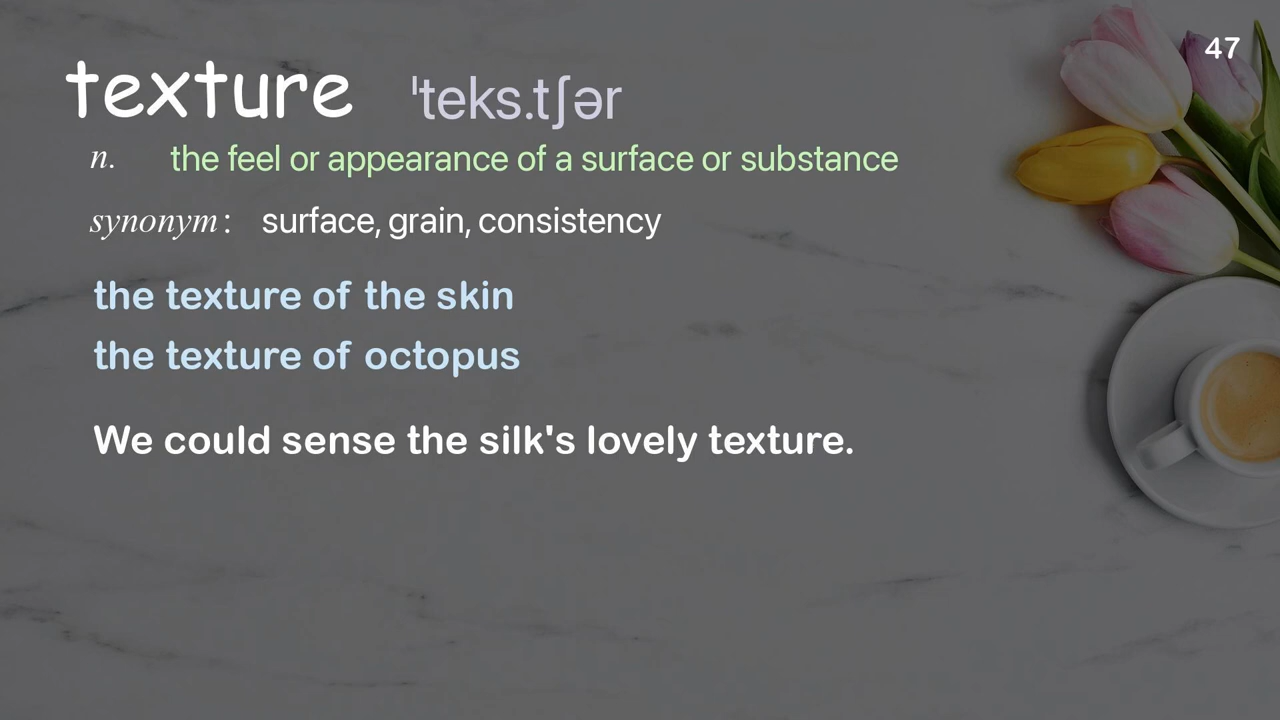 47
texture ˈteks.tʃər
n. the feel or appearance of a surface or substance
synonym: surface, grain, consistency
the texture of the skin
the texture of octopus
We could sense the silk's lovely texture.